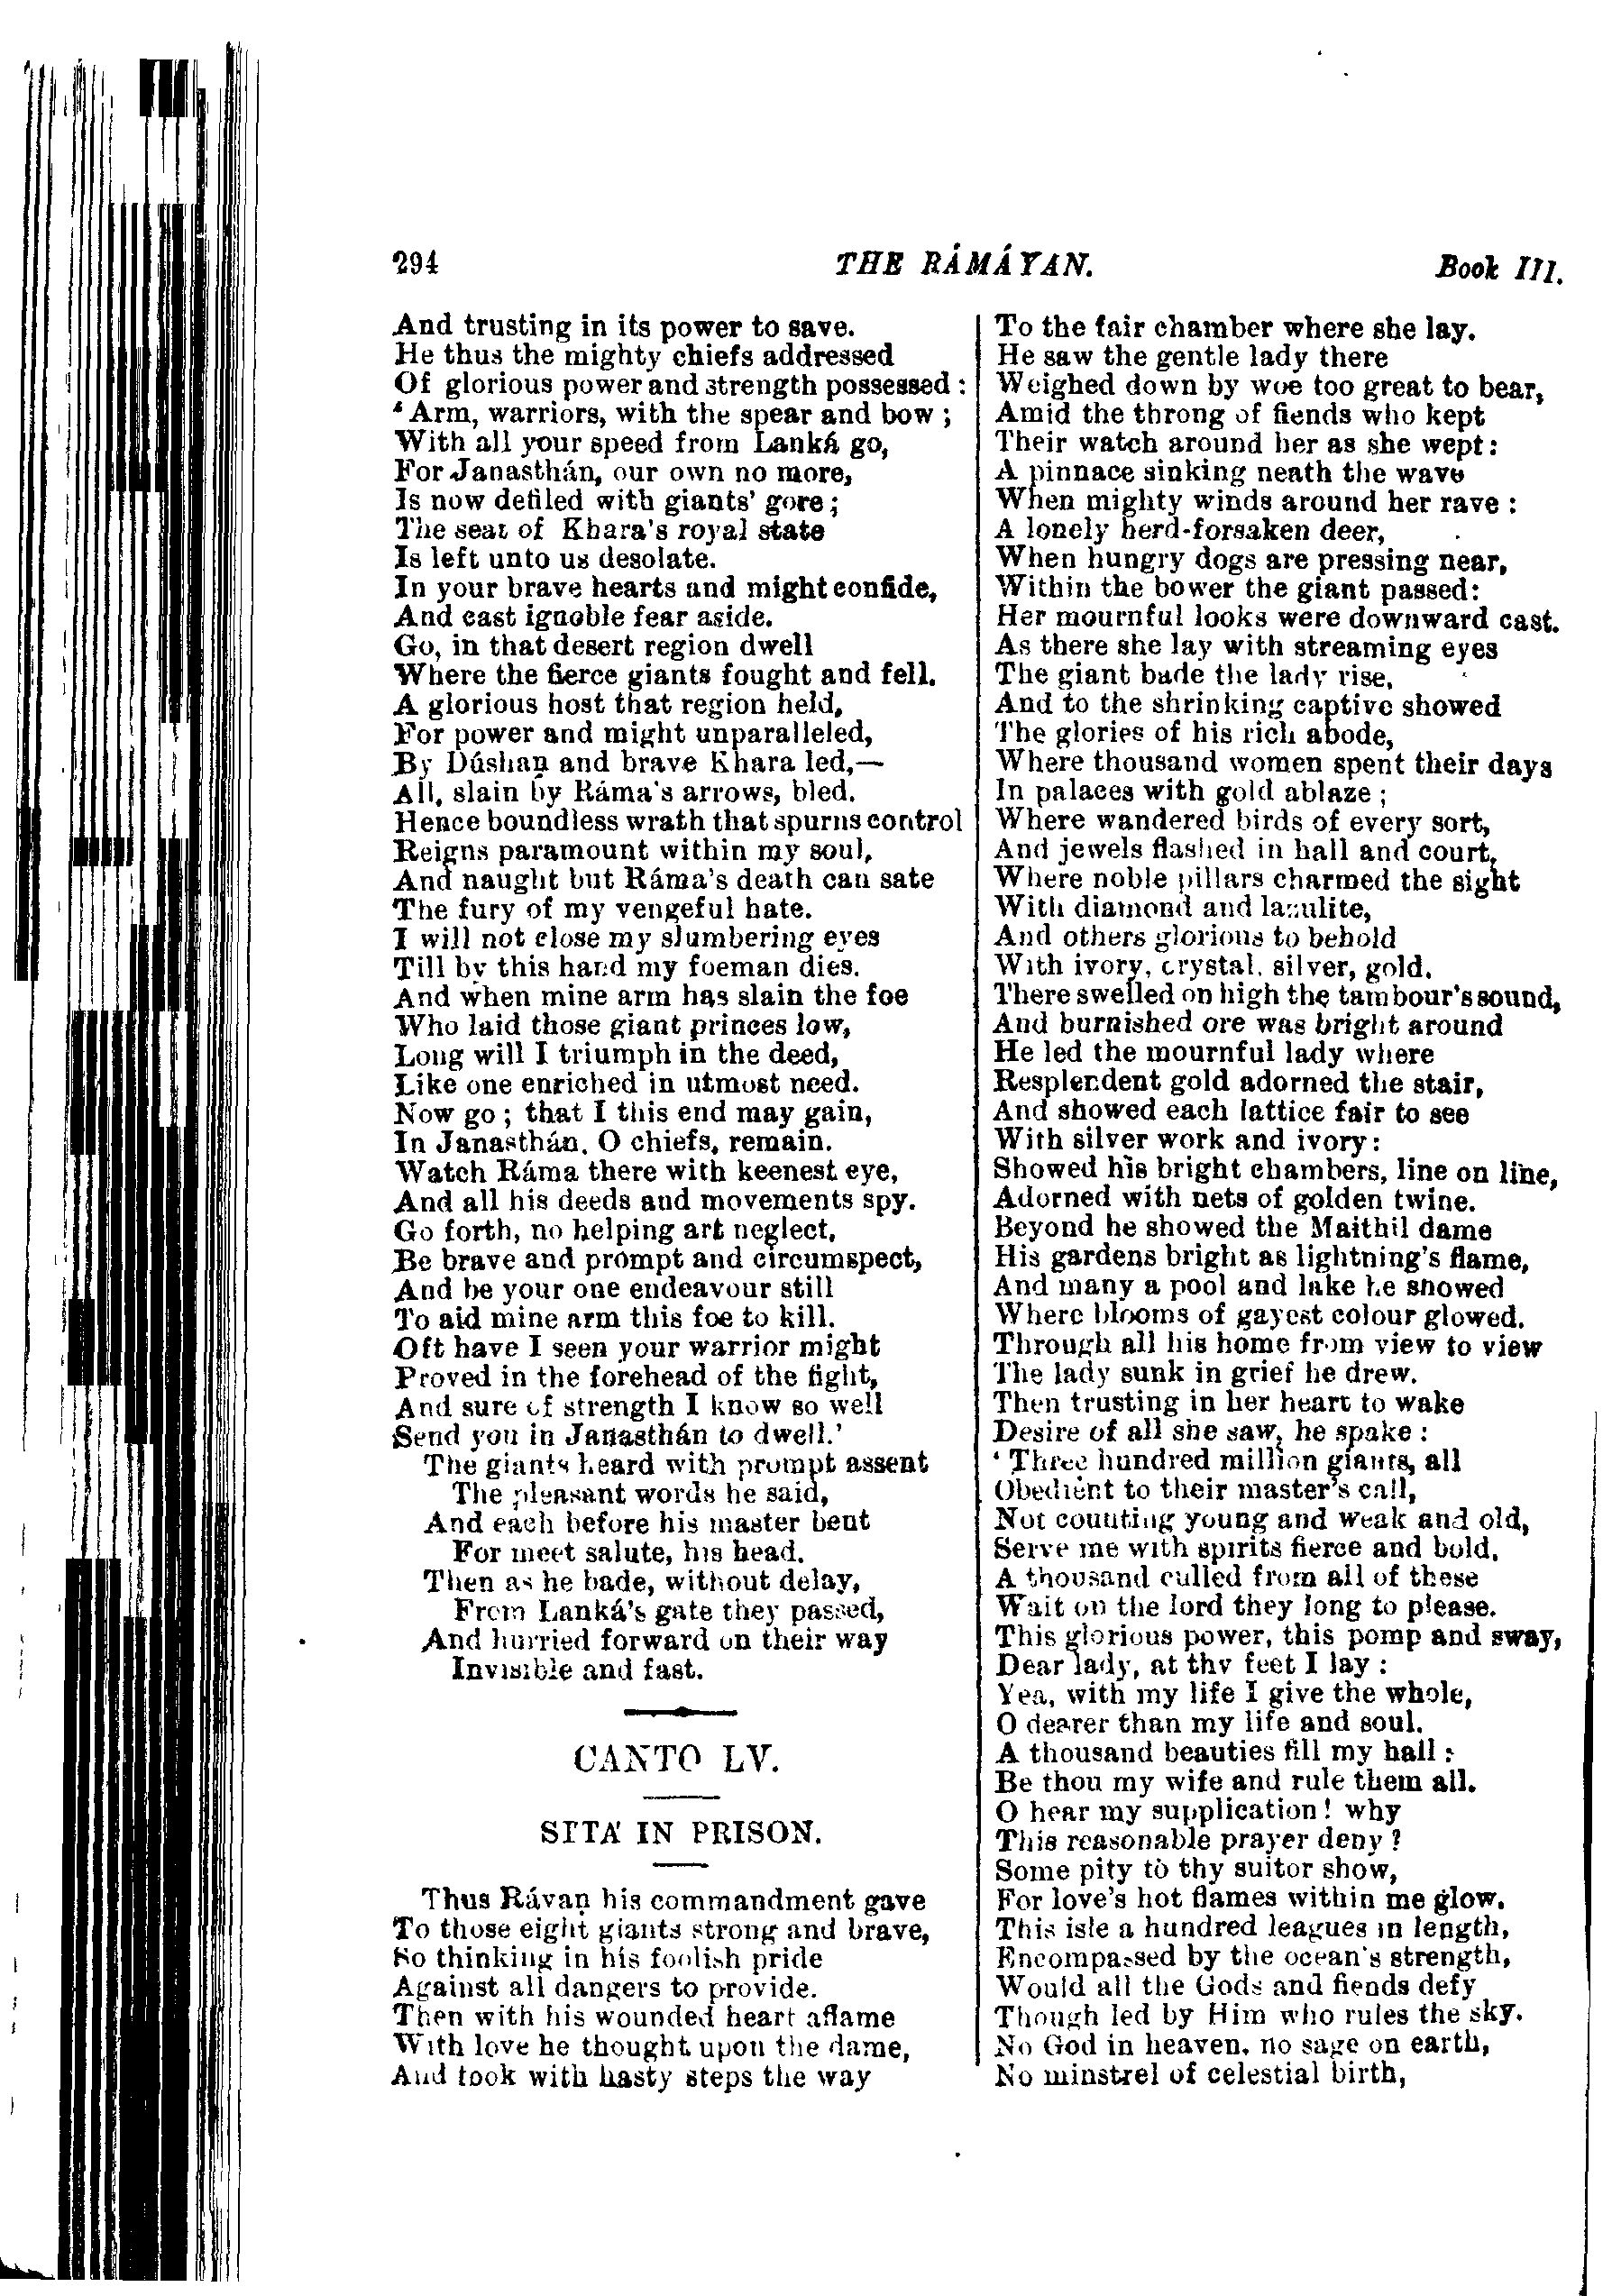 294 THE RÁMÁYAN. Book III.
And trusting in its power to save.
He thus the mighty chiefs addressed
Of glorious power and strength possessed :
‘ Arm, warriors, with the spear and bow ;
With all your speed from Lanká go,
For Janasthán, our own no more,
Is now defiled with giants’ gore ;
The seat of Khara's royal state
Is left unto us desolate.
In your brave hearts and might confide,
And cast ignoble fear aside.
Go, in that desert region dwell
Where the fierce giants fought and fell.
A glorious host that region held,
For power and might unparalleled,
By Dúshaṇ and brave Khara led,—
All, slain by Ráma's arrows, bled.
Hence boundless wrath that spurns control
Reigns paramount within my soul,
And naught but Ráma's death can sate
The fury of my vengeful hate.
I will not close my slumbering eyes
Till by this hand my foeman dies.
And when mine arm has slain the foe
Who laid those giant princes low,
Long will I triumph in the deed,
Like one enriched in utmost need.
Now go ; that I this end may gain,
In Janasthán, O chiefs, remain.
Watch Ráma there with keenest eye,
And all his deeds and movements spy.
Go forth, no helping art neglect,
Be brave and prompt and circumspect,
And be your one endeavour still
To aid mine arm this foe to kill.
Oft have I seen your warrior might
Proved in the forehead of the fight,
And sure of strength I know so well
Send you in Janasthán to dwell.’
The giants heard with prompt assent
The pleasant words he said,
And each before his master bent
For meet salute, his head.
Then as he bade, without delay,
From Lanká's gate they passed,
And hurried forward on their way
Invisible and fast.
CANTO LV.
SÍTÁ IN PRISON.
Thus Rávaṇ his commandment gave
To those eight giants strong and brave,
So thinking in his foolish pride
Against all dangers to provide.
Then with his wounded heart aflame
With love he thought upon the dame,
And took with hasty steps the way
To the fair chamber where she lay.
He saw the gentle lady there
Weighed down by woe too great to bear,
Amid the throng of fiends who kept
Their watch around her as she wept :
A pinnace sinking neath the wave
When mighty winds around her rave :
A lonely herd-forsaken deer,
When hungry dogs are pressing near,
Within the bower the giant passed:
Her mournful looks were downward cast.
As there she lay with streaming eyes
The giant bade the lady rise,
And to the shrinking captive showed
The glories of his rich abode,
Where thousand women spent their days
In palaces with gold ablaze ;
Where wandered birds of every sort,
And jewels flashed in hall and court,
Where noble pillars charmed the sight
With diamond and lazulite,
And others glorious to behold
With ivory, crystal, silver, gold.
There swelled on high the tambour's sound,
And burnished ore was bright around
He led the mournful lady where
Resplendent gold adorned the stair,
And showed each lattice fair to see
With silver work and ivory :
Showed his bright chambers, line on line,
Adorned with nets of golden twine.
Beyond he showed the Maithil dame
His gardens bright as lightning's flame,
And many a pool and lake he showed
Where blooms of gayest colour glowed.
Through all his home from view to view
The lady sunk in grief he drew.
Then trusting in her heart to wake
Desire of all she saw, he spake :
‘ Three hundred million giants, all
Obedient to their master's call,
Not counting young and weak and old,
Serve me with spirits fierce and bold.
A thousand culled from all of these
Wait on the lord they long to please.
This glorious power, this pomp and sway,
Dear lady, at thy feet I lay :
Yea, with my life I give the whole,
O dearer than my life and soul.
A thousand beauties fill my hall :
Be thou my wife and rule them all.
O hear my supplication ! why
This reasonable prayer deny ?
Some pity to thy suitor show,
For love's hot flames within me glow.
This isle a hundred leagues in length,
Encompassed by the ocean's strength,
Would all the Gods and fiends defy
Though led by Him who rules the sky.
No God in heaven, no sage on earth,
No minstrel of celestial birth,